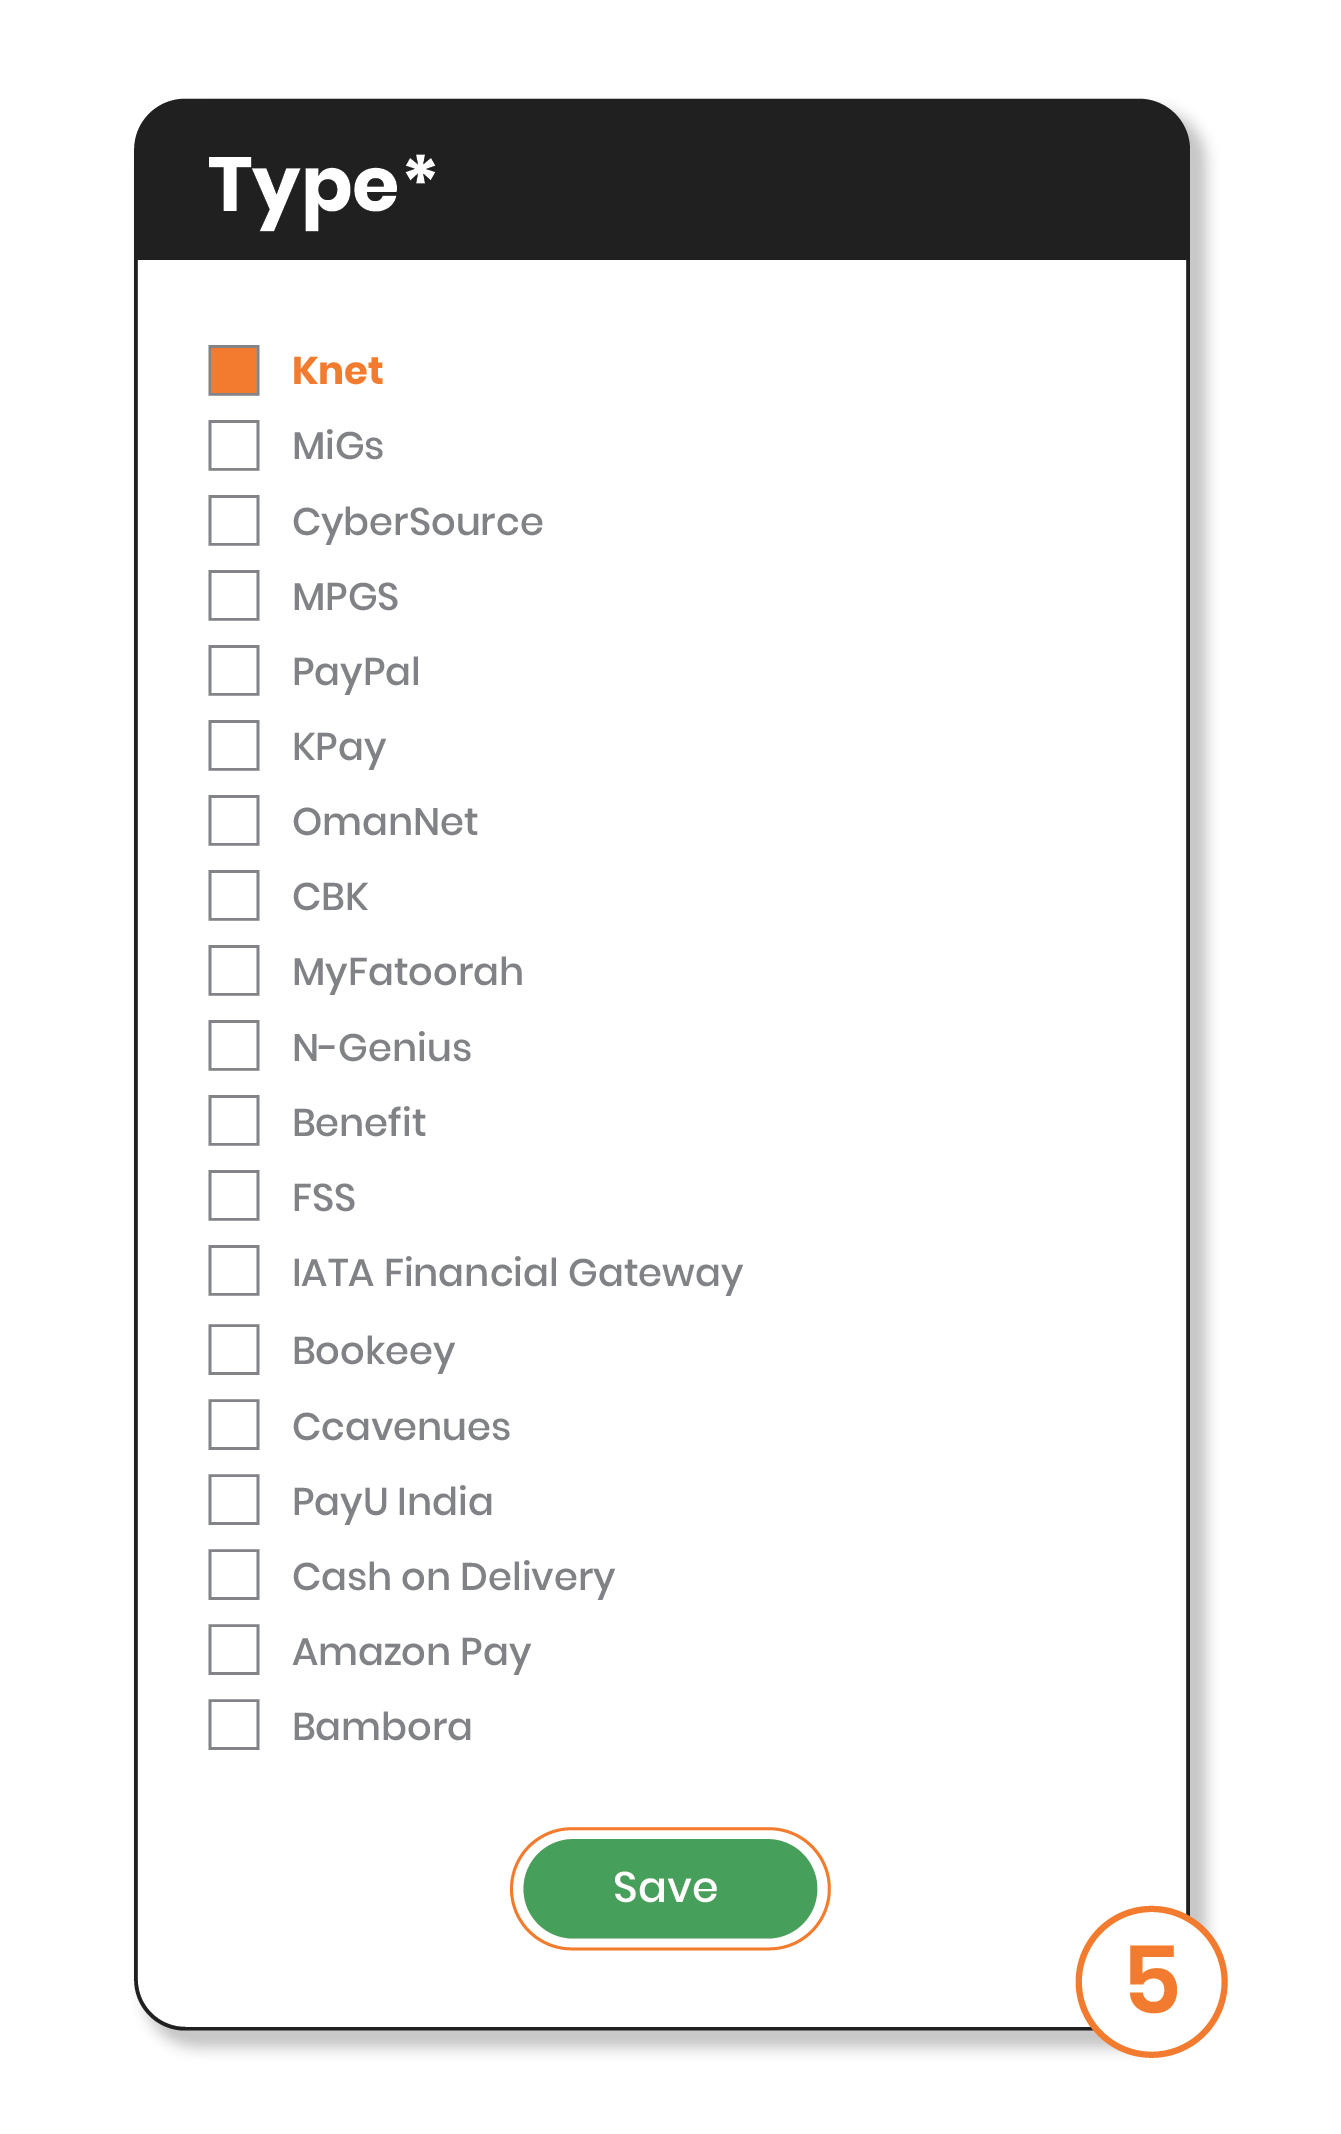 Type*
Knet
MiGs
CyberSource
MPGS
PayPal
KPay
OmanNet
CBK
MyFatoorah
N-Genius
Benefit
FSS
IATA Financial Gateway
Bookeey
Ccavenues
PayU India
Cash on Delivery
Amazon Pay
Bambora
Save
5